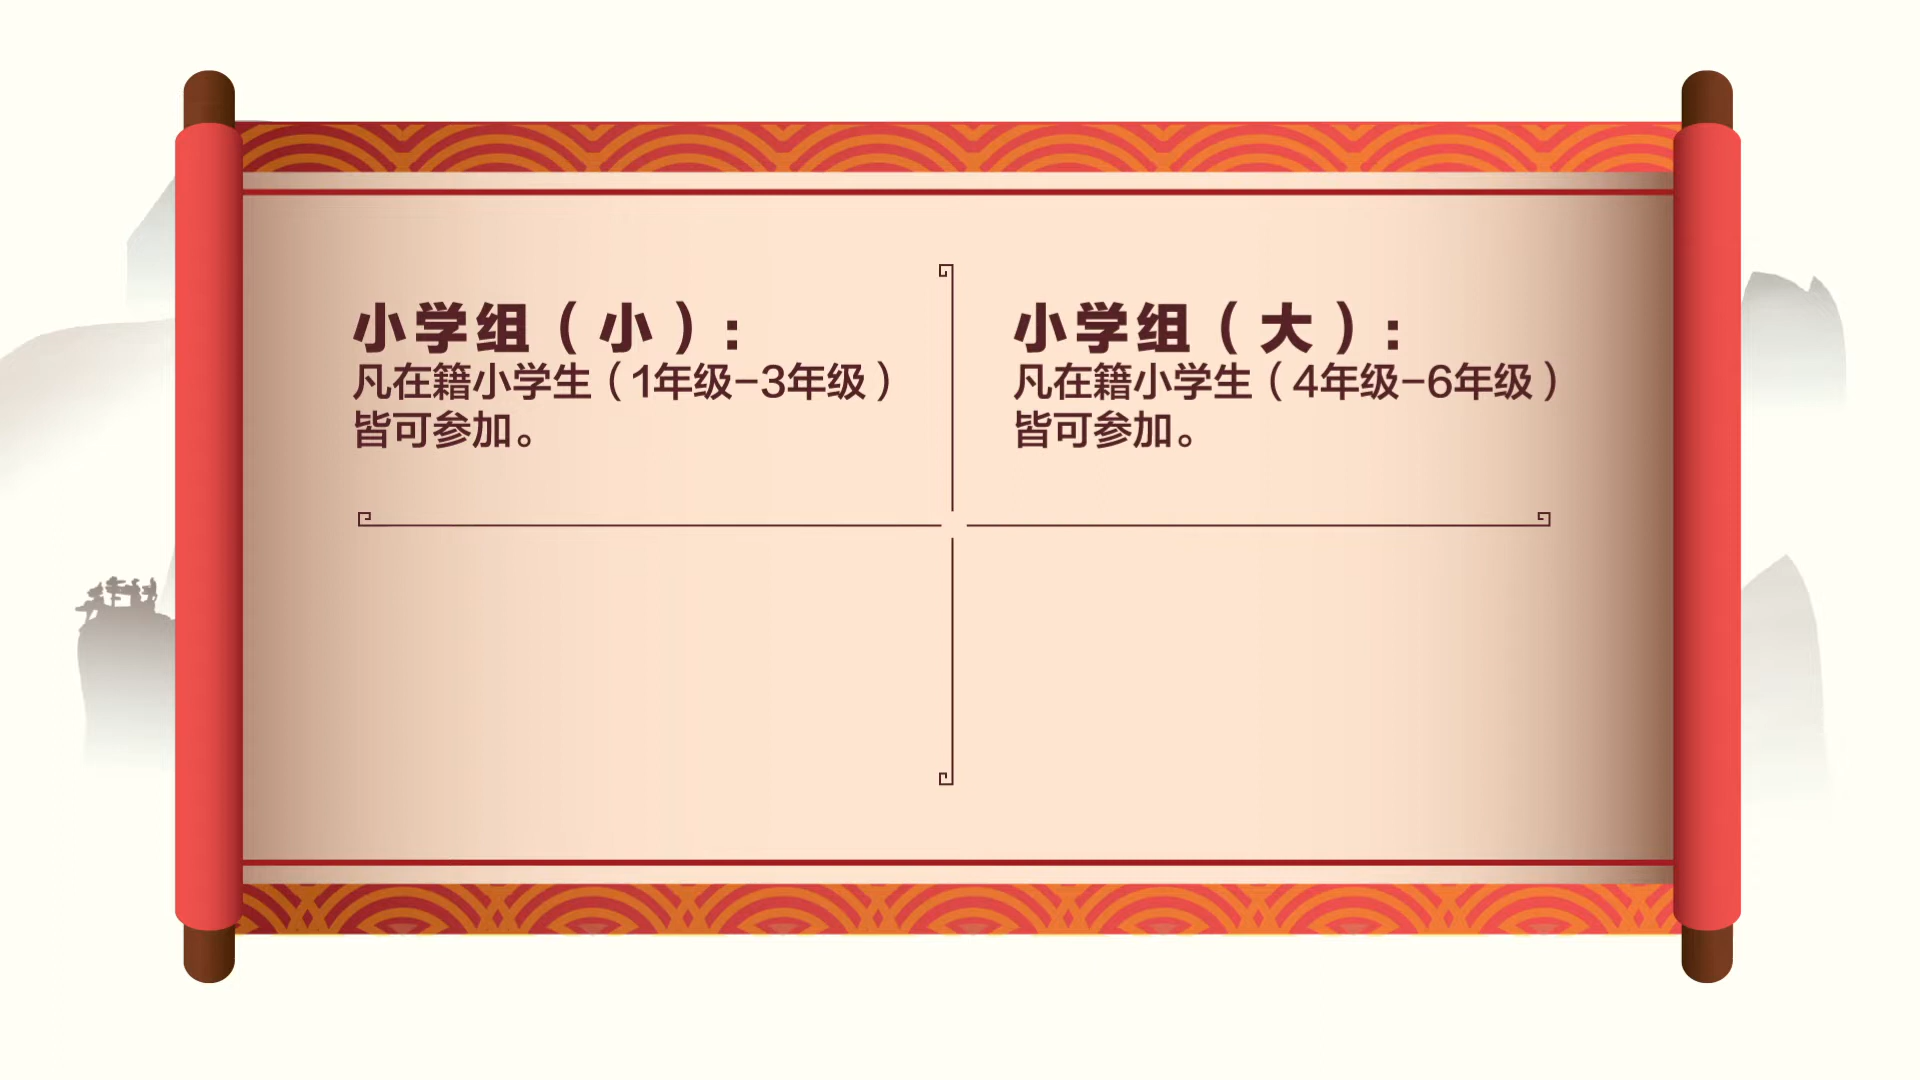 小学组（小）:
凡在籍小学生（1年级-3年级）
皆可参加。
小学组（大）:
凡在籍小学生（4年级-6年级）
皆可参加。